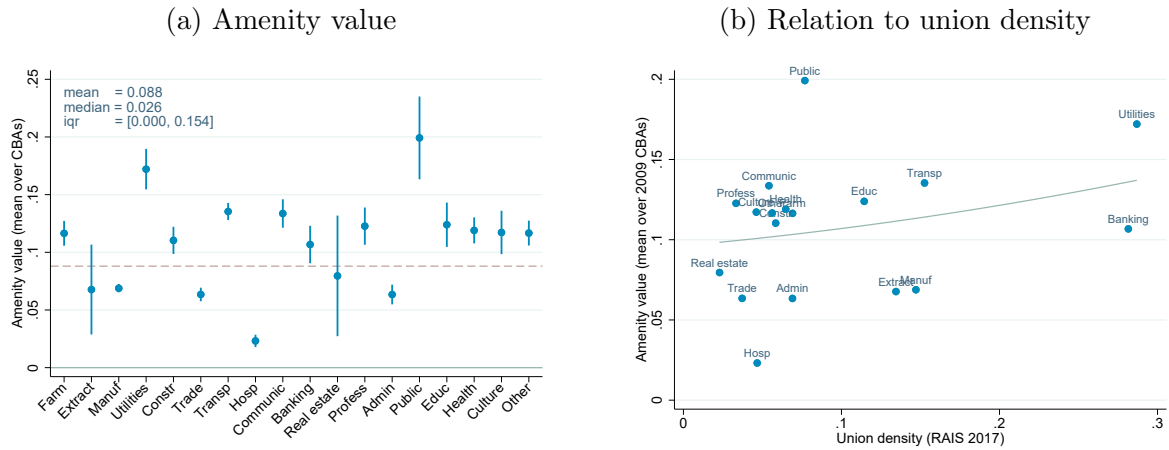 (a) Amenity value
mean = 0.088
median = 0.026
iqr = [0.000, 0.154]
Amenity value (mean over CBAs)
.25
.2
.15
.1
.05
0
Farm
Extract
Manuf
Utilities
Constr
Trade
Transp
Hosp
Communic
Banking
Real estate
Profess
Admin
Public
Educ
Health
Culture
Other
(b) Relation to union density
Amenity value (mean over 2009 CBAs)
.2
.15
.1
.05
0
Public
Utilities
Communic
Transp
Profess
Educ
Health
Culture
Other
Farm
Constr
Banking
Real estate
Trade
Admin
Extract
Manuf
Hosp
0
.1
.2
.3
Union density (RAIS 2017)